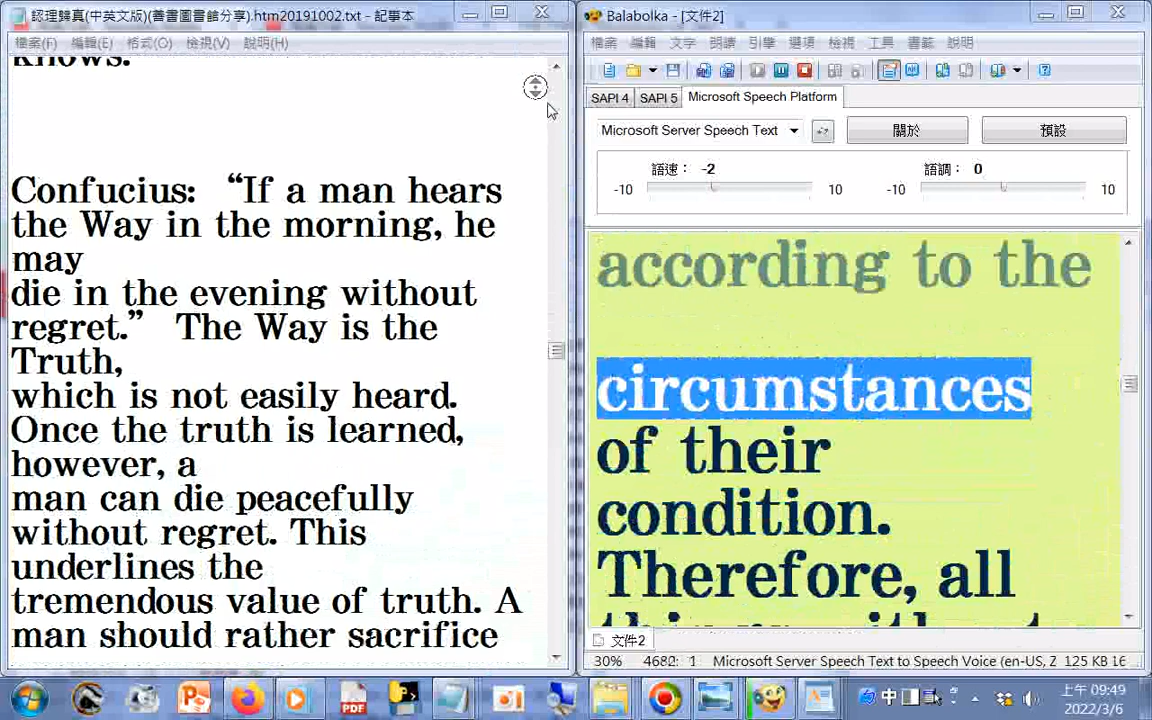 認理歸真(中英文版)(善書圖書館分享).htm20191002.txt - 記事本
檔案(F) 編輯(E) 格式(O) 檢視(V) 說明(H)
knows.
Confucius: “If a man hears
the Way in the morning, he
may
die in the evening without
regret.” The Way is the
Truth,
which is not easily heard.
Once the truth is learned,
however, a
man can die peacefully
without regret. This
underlines the
tremendous value of truth. A
man should rather sacrifice
Balabolka - [文件2]
檔案 編輯 文字 朗讀 引擎 選項 檢視 工具 書籤 說明
SAPI 4 SAPI 5 Microsoft Speech Platform
Microsoft Server Speech Text 關於 預設
語速： -2 語調： 0
-10 10 -10 10
according to the
circumstances
of their
condition.
Therefore, all
things without
文件2
30% 4682: 1 Microsoft Server Speech Text to Speech Voice (en-US, Z 125 KB 16
PDF 中 上午 09:49
2022/3/6